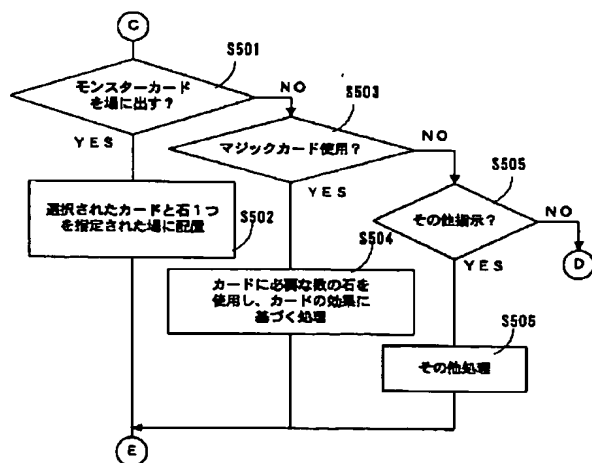 C
S501
モンスターカード
を場に出す?
NO
S503
YES
マジックカード使用?
NO
S505
YES
選択されたカードと石1つ
を指定された場に配置
S502
その他指示?
NO
D
S504
YES
カードに必要な数の石を
使用し、カードの効果に
基づく処理
S506
その他処理
E